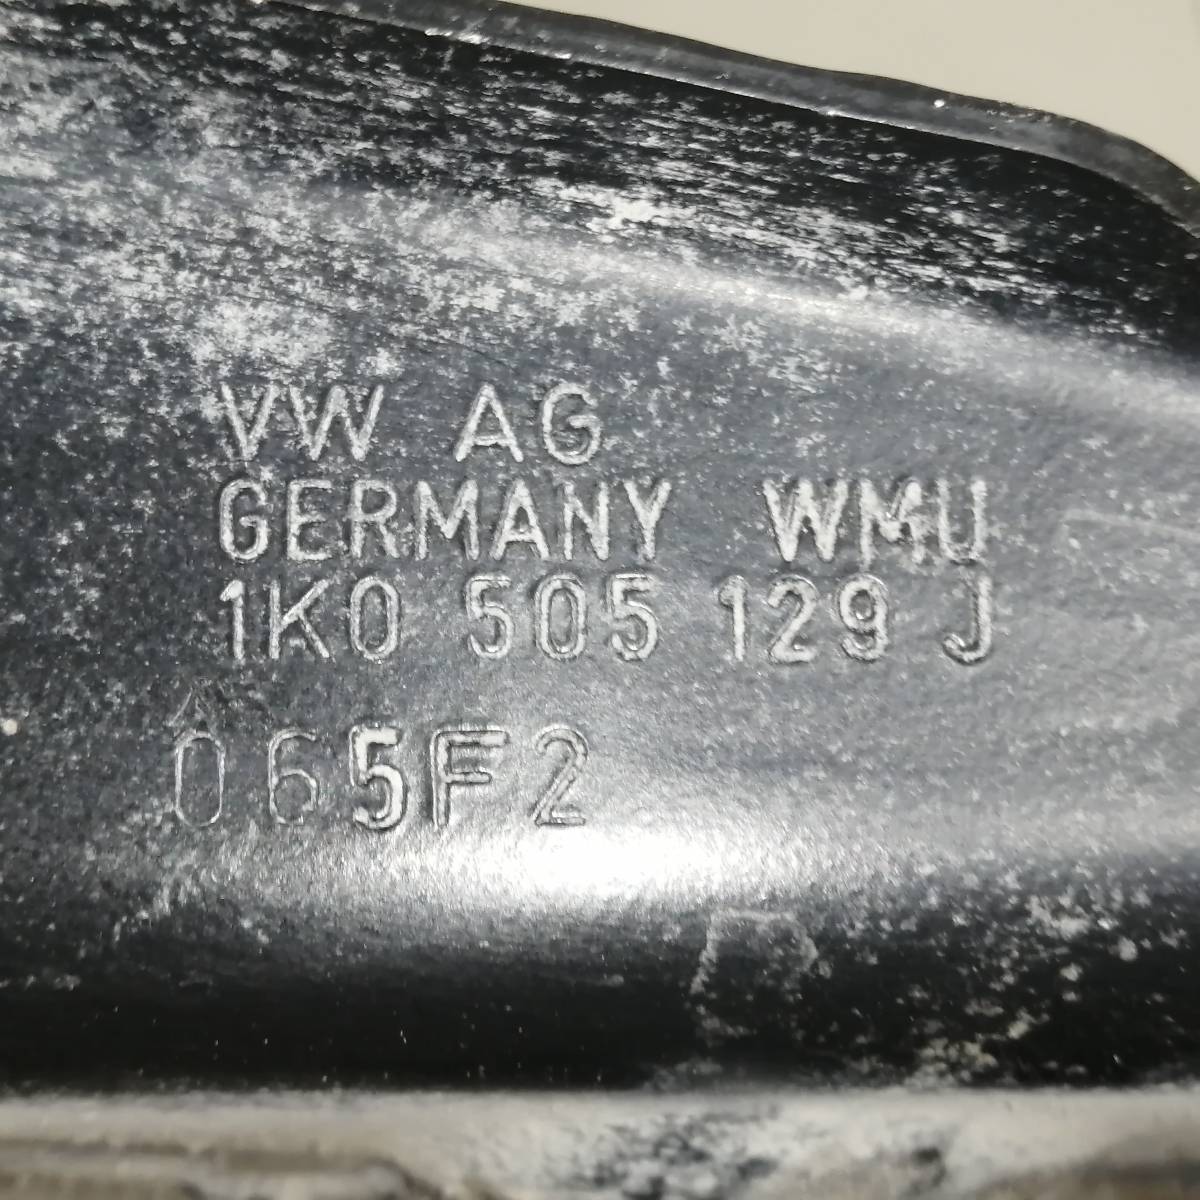 VW AG
GERMANY WMU
1K0 505 129 J
065F2